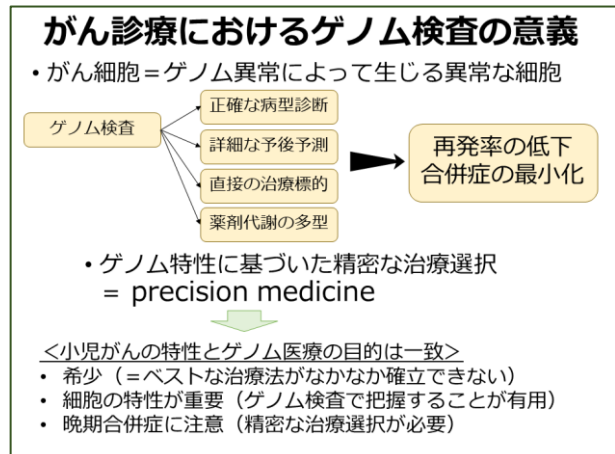 がん診療におけるゲノム検査の意義
• がん細胞＝ゲノム異常によって生じる異常な細胞
ゲノム検査
正確な病型診断
詳細な予後予測
直接の治療標的
薬剤代謝の多型
再発率の低下
合併症の最小化
• ゲノム特性に基づいた精密な治療選択
= precision medicine
＜小児がんの特性とゲノム医療の目的は一致＞
• 希少（＝ベストな治療法がなかなか確立できない）
• 細胞の特性が重要（ゲノム検査で把握することが有用）
• 晩期合併症に注意（精密な治療選択が必要）